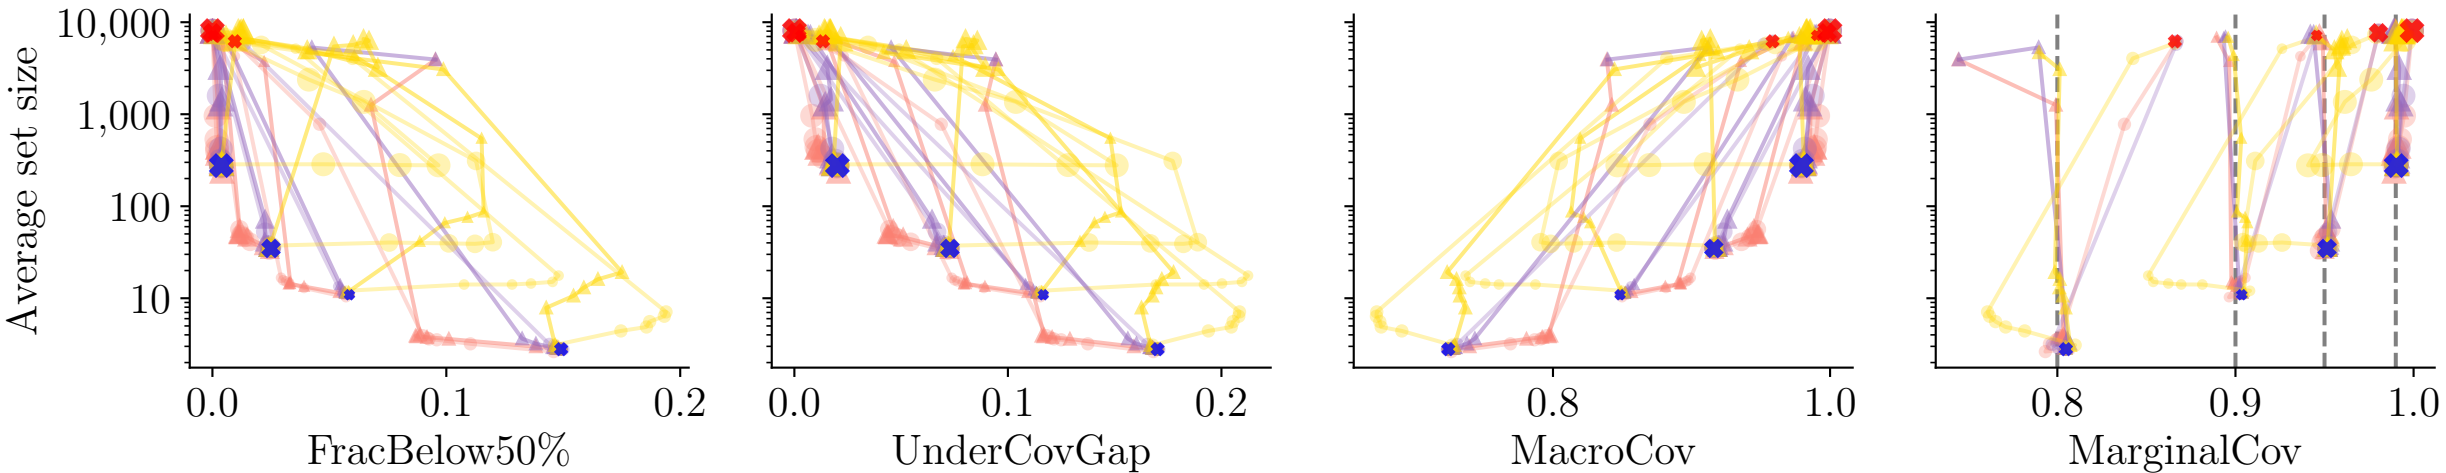 Average set size
10,000
1,000
100
10
0.0 0.1 0.2
FracBelow50%
0.0 0.1 0.2
UnderCovGap
0.8 1.0
MacroCov
0.8 0.9 1.0
MarginalCov